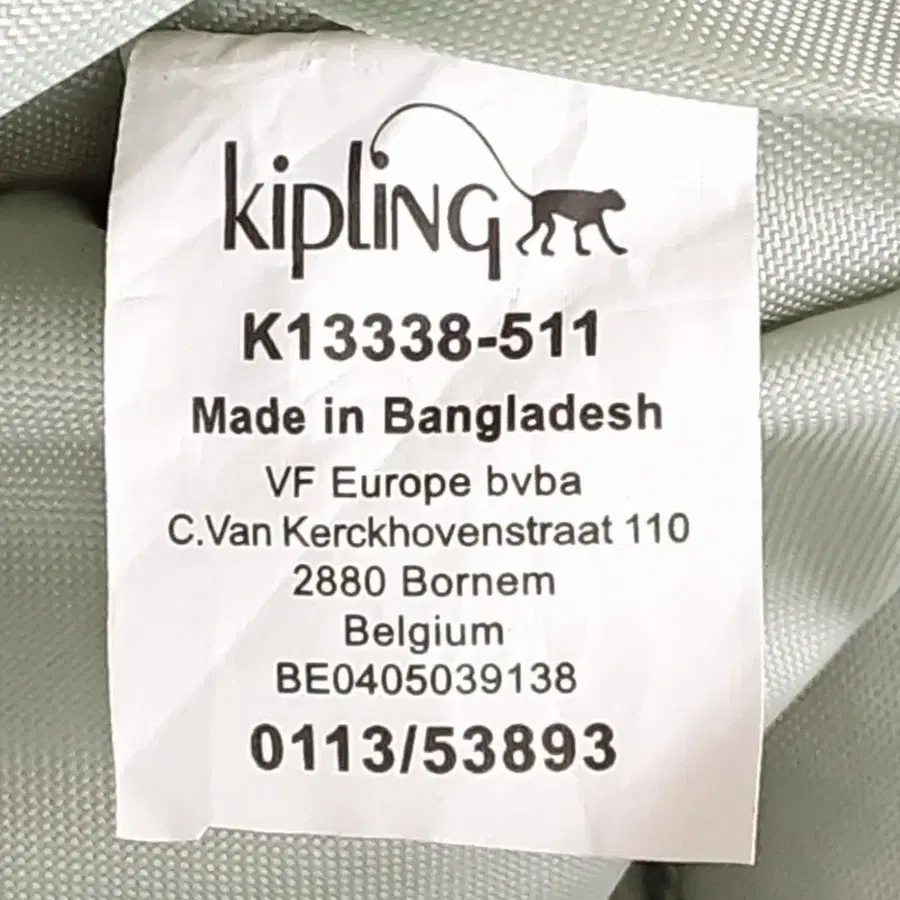 kipling
K13338-511
Made in Bangladesh
VF Europe bvba
C.Van Kerckhovenstraat 110
2880 Bornem
Belgium
BE0405039138
0113/53893